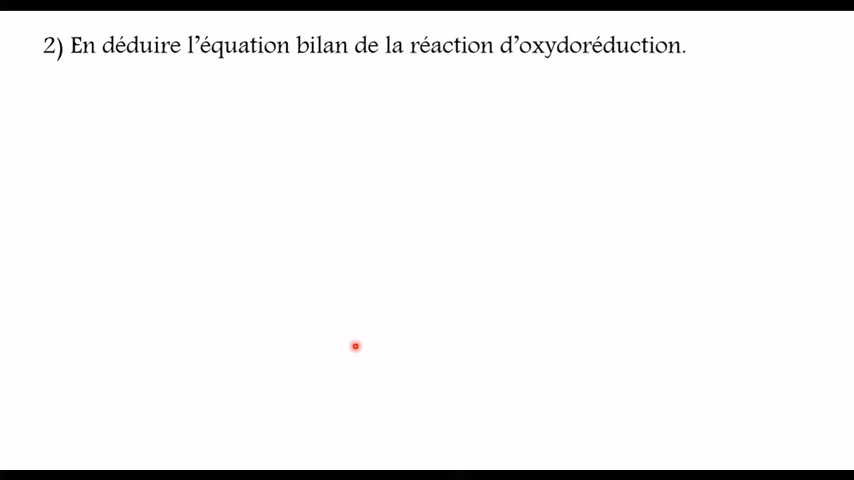 2) En déduire l’équation bilan de la réaction d’oxydoréduction.